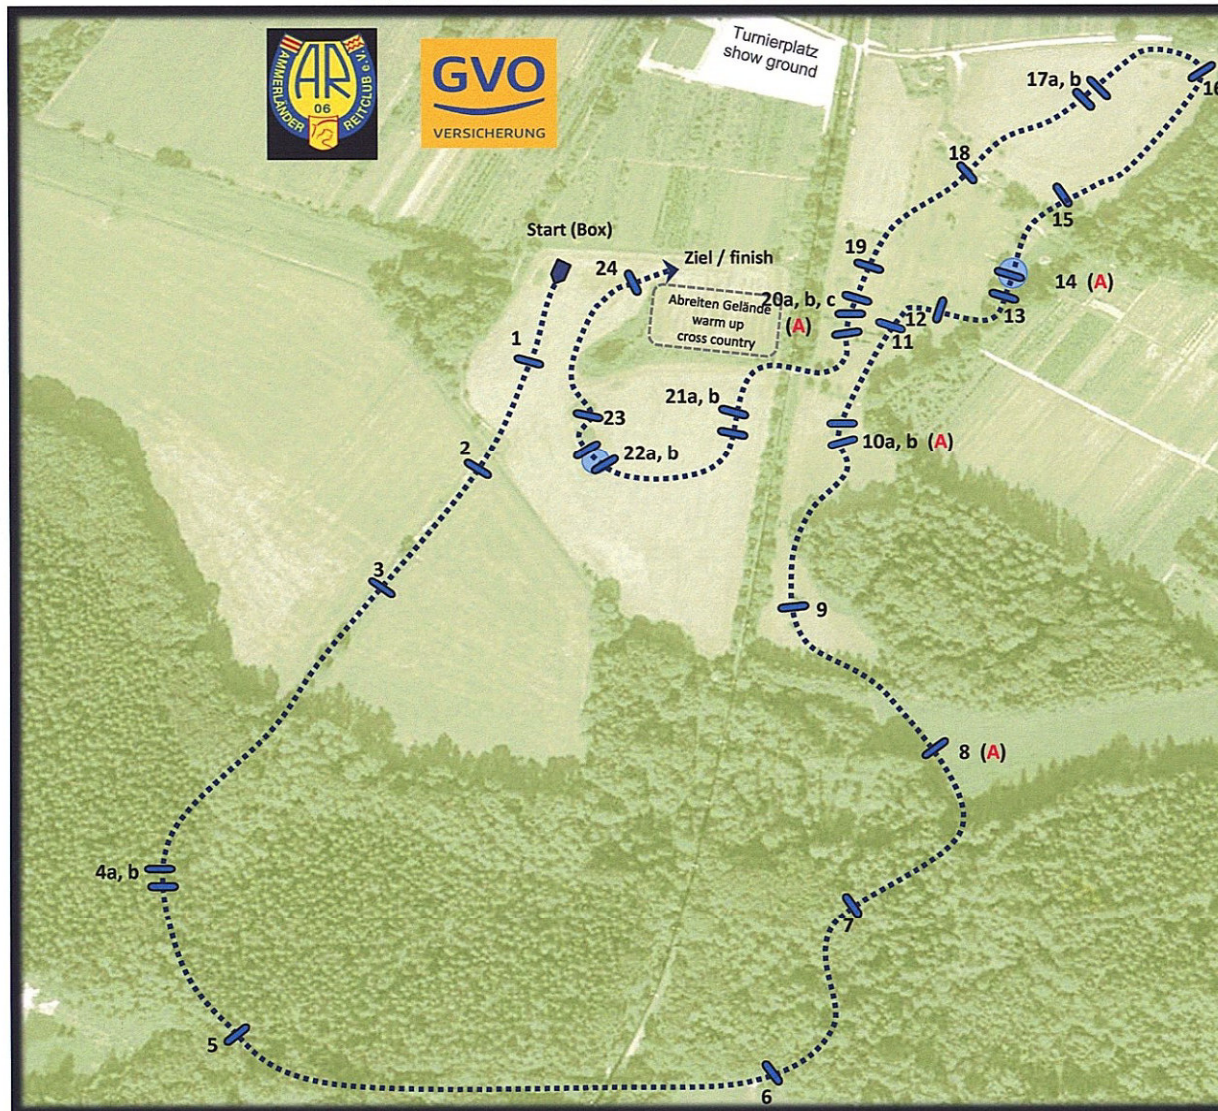 AMMERLÄNDER REITCLUB e.V.
AR
06
GVO
VERSICHERUNG
Turnierplatz
show ground
17a, b
16
18
15
Start (Box)
24
Ziel / finish
19
14 (A)
20a, b, c
(A)
Abreiten Gelände
warm up
cross country
12
13
11
1
21a, b
23
10a, b (A)
2
22a, b
3
9
8 (A)
4a, b
7
5
6